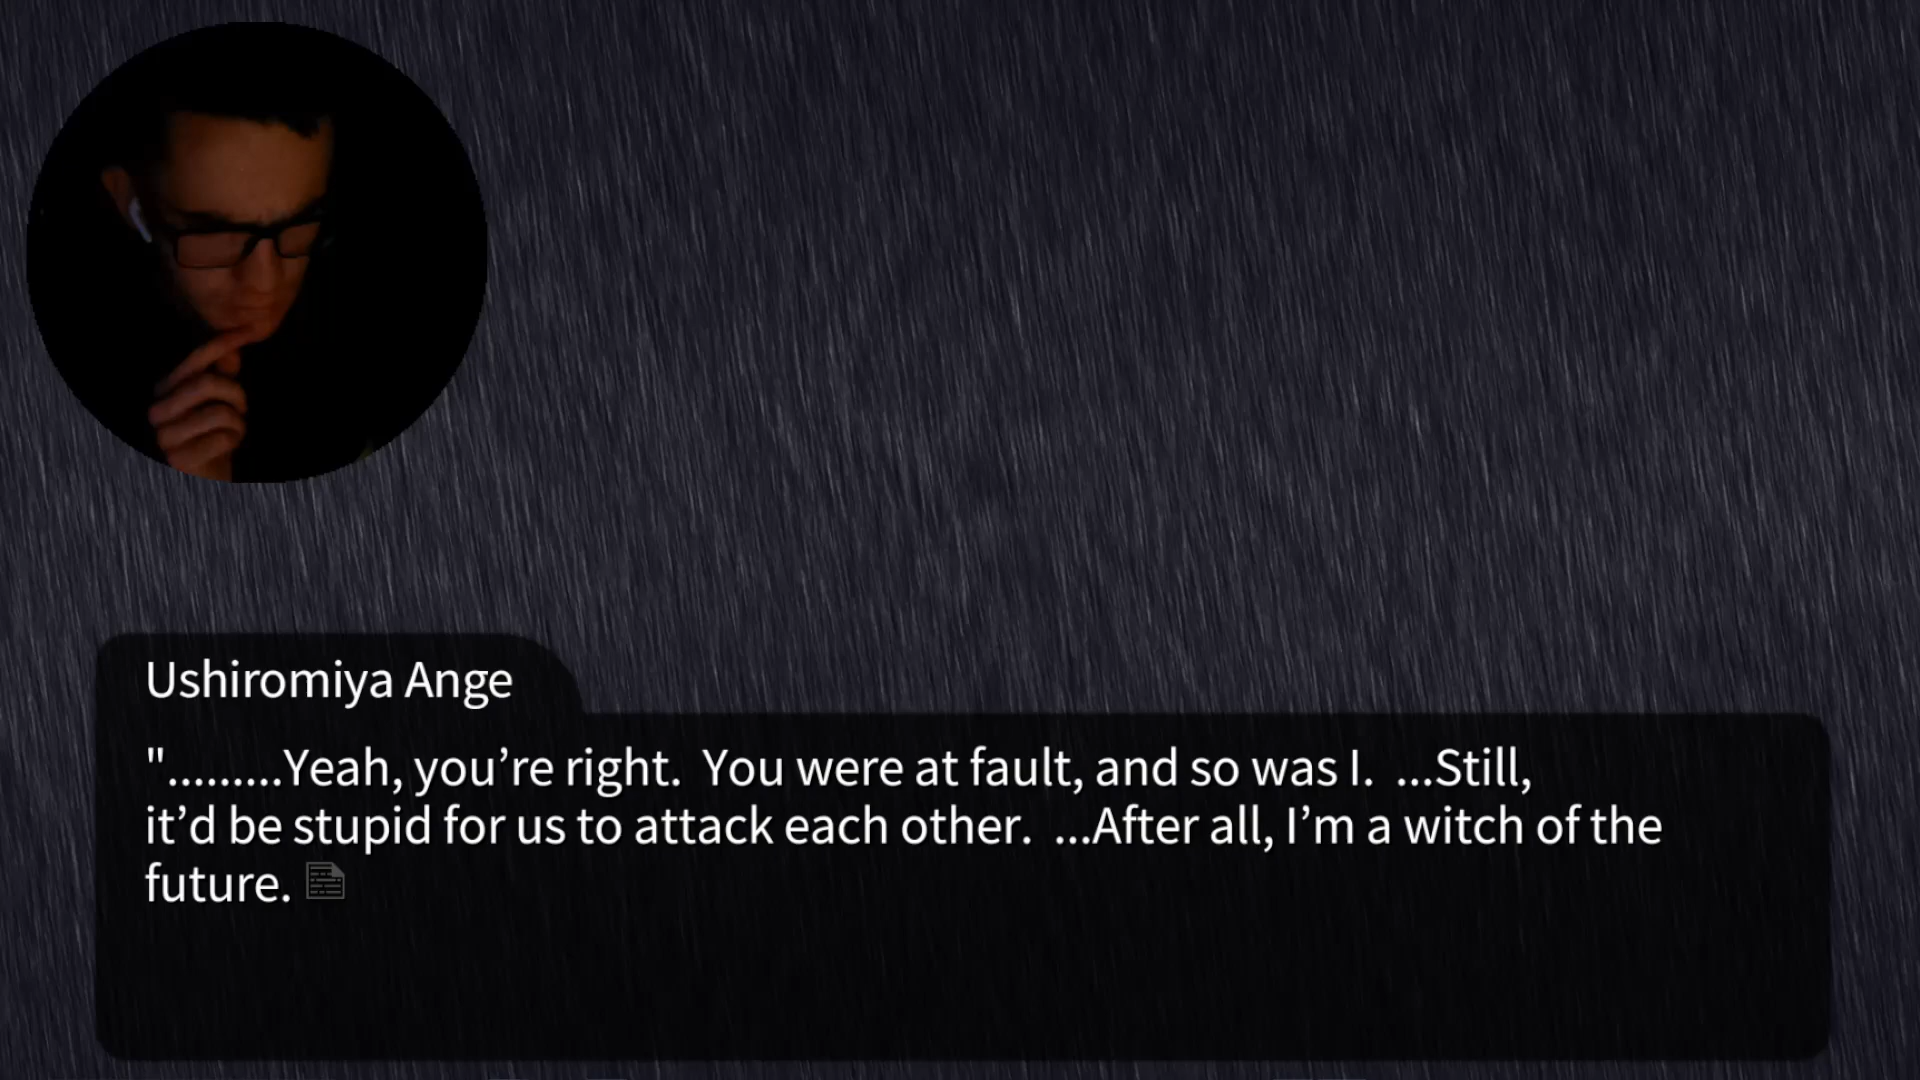 Ushiromiya Ange
".........Yeah, you’re right.  You were at fault, and so was I.  ...Still,
it’d be stupid for us to attack each other.  ...After all, I’m a witch of the
future.